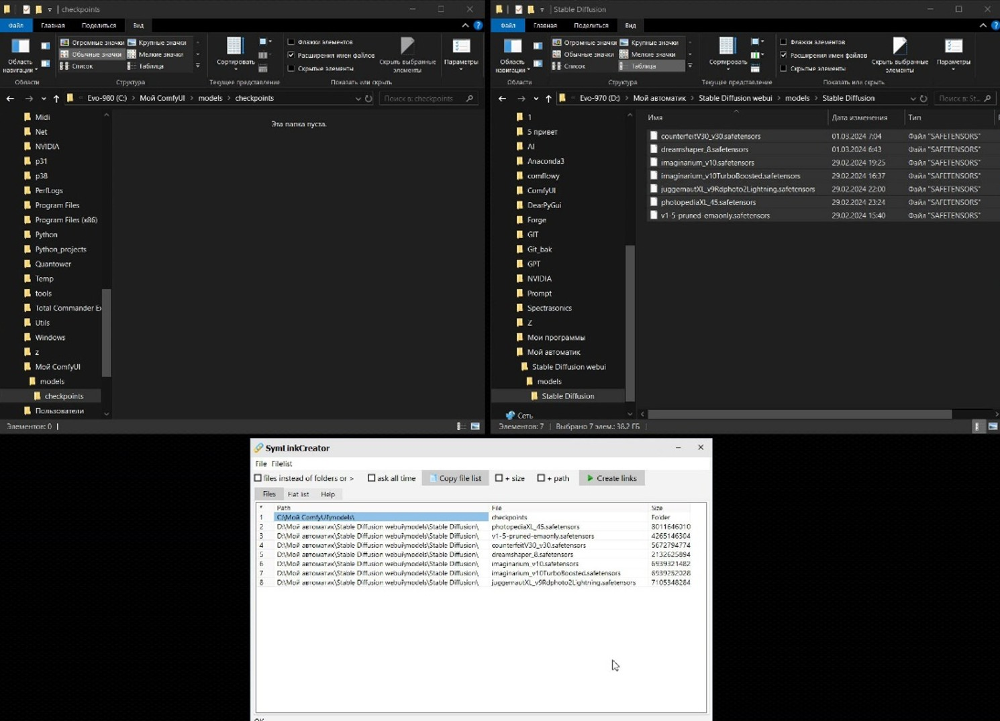 checkpoints
Файл Главная Поделиться Вид
Огромные значки Крупные значки
Обычные значки Мелкие значки
Список Таблица
Область навигации
Сортировать
Флажки элементов
Расширения имен файлов
Скрытые элементы
Скрыть выбранные элементы
Параметры
Области Структура Текущее представление Показать или скрыть
Evo-980 (C:) › Мой ComfyUI › models › checkpoints
Поиск в: checkpoints
Midi
Net
NVIDIA
p31
p38
PerfLogs
Program Files
Program Files (x86)
Python
Python_projects
Quantower
Temp
tools
Total Commander Ex
Utils
Windows
z
Мой ComfyUI
models
checkpoints
Пользователи
Эта папка пуста.
Элементов: 0
Stable Diffusion
Файл Главная Поделиться Вид
Огромные значки Крупные значки
Обычные значки Мелкие значки
Список Таблица
Область навигации
Сортировать
Флажки элементов
Расширения имен файлов
Скрытые элементы
Скрыть выбранные элементы
Параметры
Области Структура Текущее представление Показать или скрыть
Evo-970 (D:) › Мой автоматик › Stable Diffusion webui › models › Stable Diffusion
Поиск в: St...
1
5 привет
AI
Anaconda3
comflowy
ComfyUI
DearPyGui
Forge
GIT
Git_bak
GPT
NVIDIA
Prompt
Spectrasonics
Z
Мои программы
Мой автоматик
Stable Diffusion webui
models
Stable Diffusion
Сеть
Имя Дата изменения Тип
counterfeitV30_v30.safetensors 01.03.2024 7:04 Файл "SAFETENSORS"
dreamshaper_8.safetensors 01.03.2024 6:43 Файл "SAFETENSORS"
imaginarium_v10.safetensors 29.02.2024 19:25 Файл "SAFETENSORS"
imaginarium_v10TurboBoosted.safetensors 29.02.2024 16:37 Файл "SAFETENSORS"
juggernautXL_v9Rdphoto2Lightning.safetensors 29.02.2024 22:00 Файл "SAFETENSORS"
photopediaXL_45.safetensors 29.02.2024 23:24 Файл "SAFETENSORS"
v1-5-pruned-emaonly.safetensors 29.02.2024 15:40 Файл "SAFETENSORS"
Элементов: 7 Выбрано 7 элем.: 38.2 ГБ
SymLinkCreator
File Filelist
files instead of folders or > ask all time Copy file list + size + path Create links
Files Flat list Help
* Path File Size
1 C:\Мой ComfyUI\models\ checkpoints Folder
2 D:\Мой автоматик\Stable Diffusion webui\models\Stable Diffusion\ photopediaXL_45.safetensors 8011646010
3 D:\Мой автоматик\Stable Diffusion webui\models\Stable Diffusion\ v1-5-pruned-emaonly.safetensors 4265146304
4 D:\Мой автоматик\Stable Diffusion webui\models\Stable Diffusion\ counterfeitV30_v30.safetensors 5672794774
5 D:\Мой автоматик\Stable Diffusion webui\models\Stable Diffusion\ dreamshaper_8.safetensors 2132625894
6 D:\Мой автоматик\Stable Diffusion webui\models\Stable Diffusion\ imaginarium_v10.safetensors 6939321482
7 D:\Мой автоматик\Stable Diffusion webui\models\Stable Diffusion\ imaginarium_v10TurboBoosted.safetensors 6939252028
8 D:\Мой автоматик\Stable Diffusion webui\models\Stable Diffusion\ juggernautXL_v9Rdphoto2Lightning.safetensors 7105348284
OK